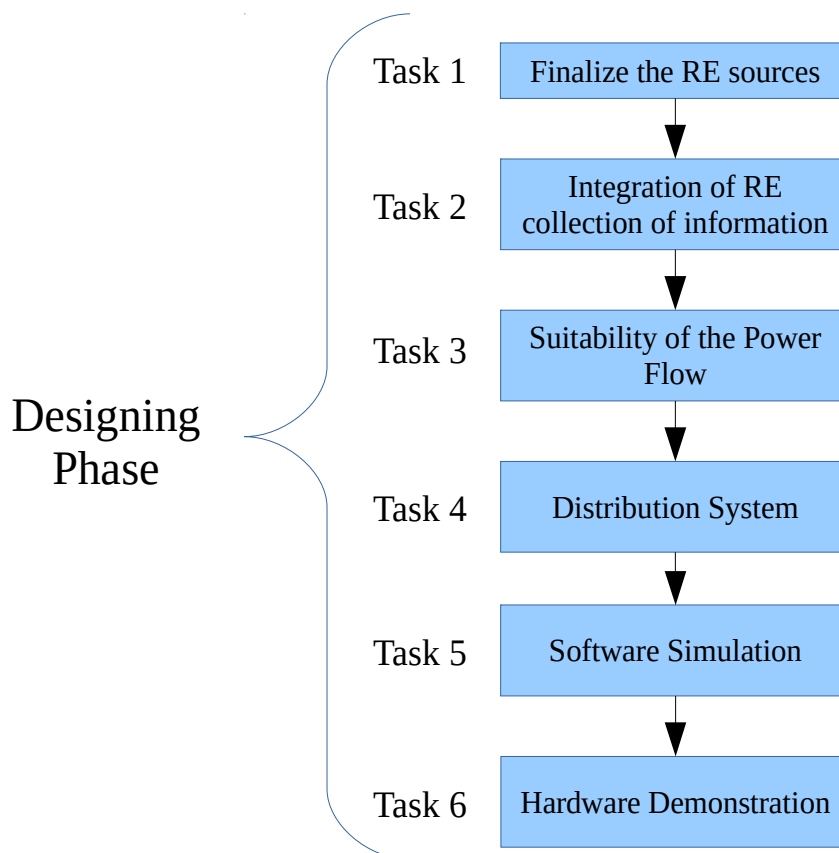 Designing
Phase
Task 1
Finalize the RE sources
Task 2
Integration of RE
collection of information
Task 3
Suitability of the Power
Flow
Task 4
Distribution System
Task 5
Software Simulation
Task 6
Hardware Demonstration